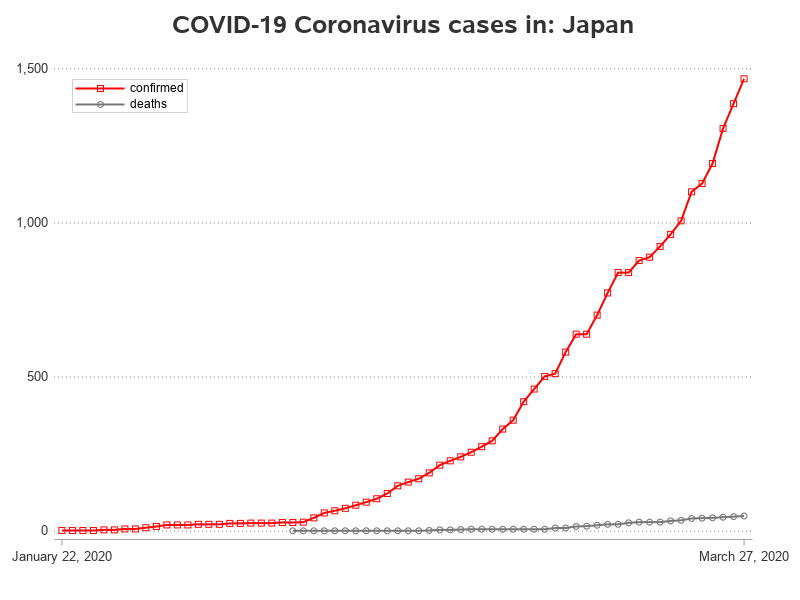 COVID-19 Coronavirus cases in: Japan
1,500
confirmed
deaths
1,000
500
0
January 22, 2020
March 27, 2020